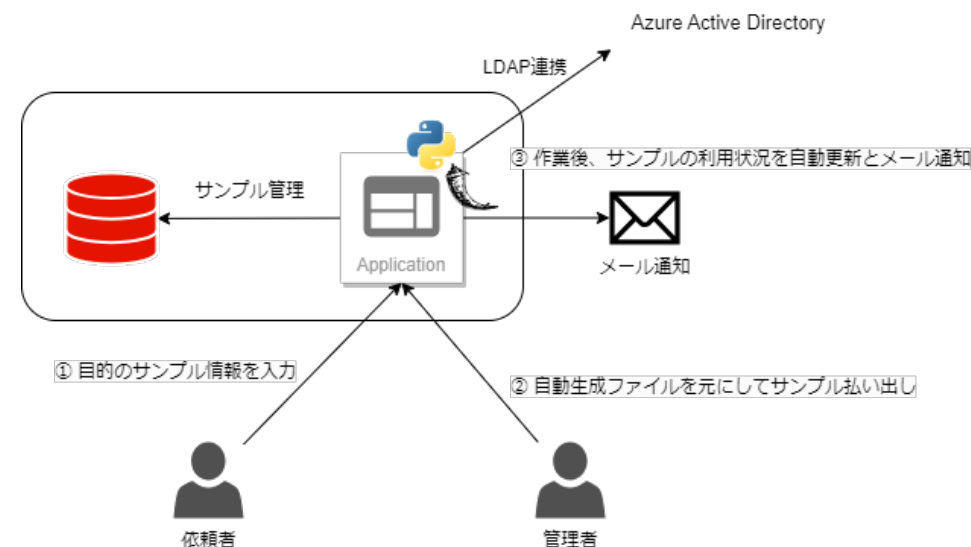 Azure Active Directory
LDAP連携
③ 作業後、サンプルの利用状況を自動更新とメール通知
サンプル管理
Application
メール通知
① 目的のサンプル情報を入力
② 自動生成ファイルを元にしてサンプル払い出し
依頼者
管理者